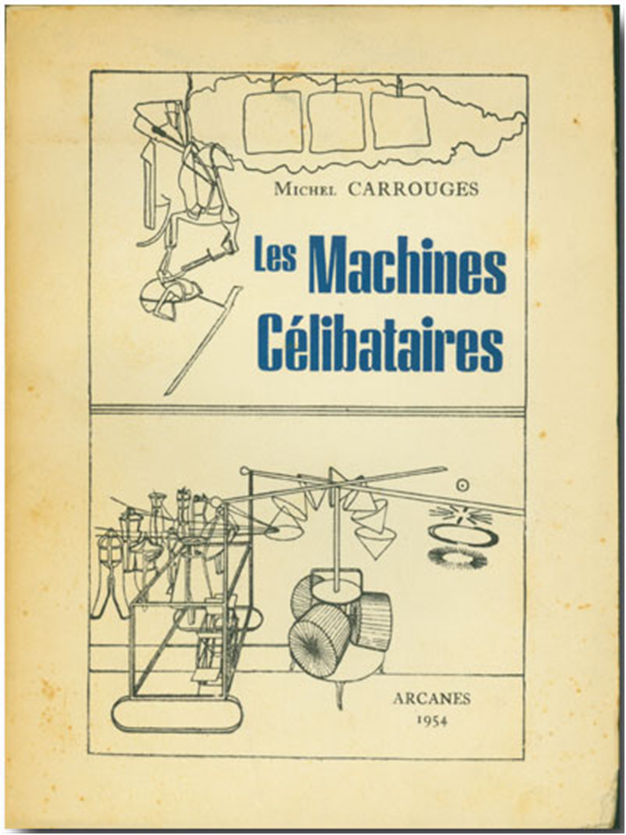 Michel CARROUGES
Les Machines
Célibataires
ARCANES
1954